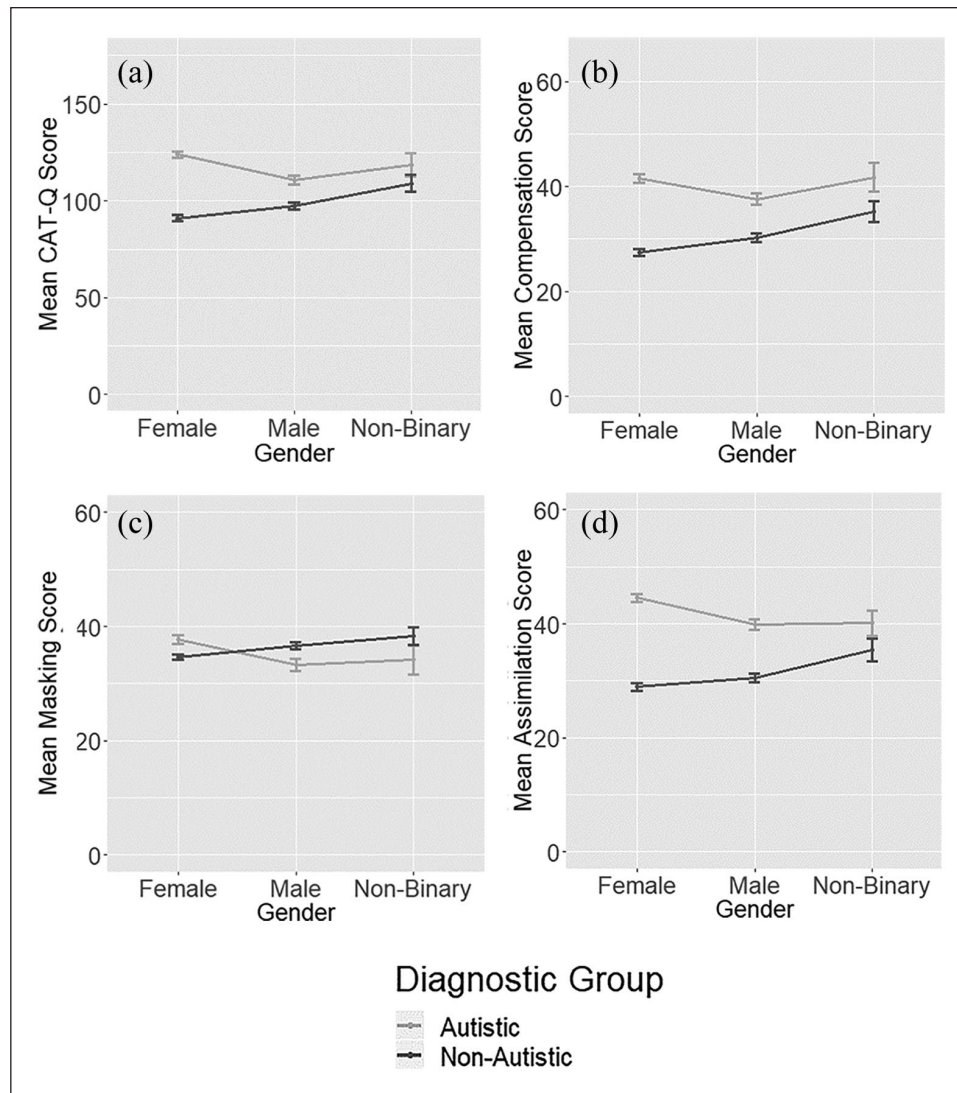 (a)
Mean CAT-Q Score
150
100
50
0
Female Male Non-Binary
Gender
(b)
Mean Compensation Score
60
40
20
0
Female Male Non-Binary
Gender
(c)
Mean Masking Score
60
40
20
0
Female Male Non-Binary
Gender
(d)
Mean Assimilation Score
60
40
20
0
Female Male Non-Binary
Gender
Diagnostic Group
Autistic
Non-Autistic